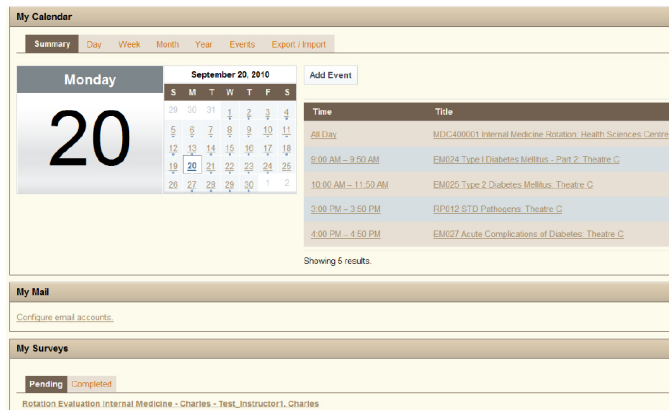 My Calendar
Summary Day Week Month Year Events Export / Import
Monday
20
September 20, 2010
S M T W T F S
29 30 31 1 2 3 4
5 6 7 8 9 10 11
12 13 14 15 16 17 18
19 20 21 22 23 24 25
26 27 28 29 30 1 2
Add Event
Time Title
All Day MDC400001 Internal Medicine Rotation: Health Sciences Centre
9:00 AM – 9:50 AM EM024 Type I Diabetes Mellitus - Part 2: Theatre C
10:00 AM – 11:50 AM EM025 Type 2 Diabetes Mellitus: Theatre C
3:00 PM – 3:50 PM RP012 STD Pathogens: Theatre C
4:00 PM – 4:50 PM EM027 Acute Complications of Diabetes: Theatre C
Showing 5 results.
My Mail
Configure email accounts.
My Surveys
Pending Completed
Rotation Evaluation Internal Medicine - Charles - Test_Instructor1, Charles